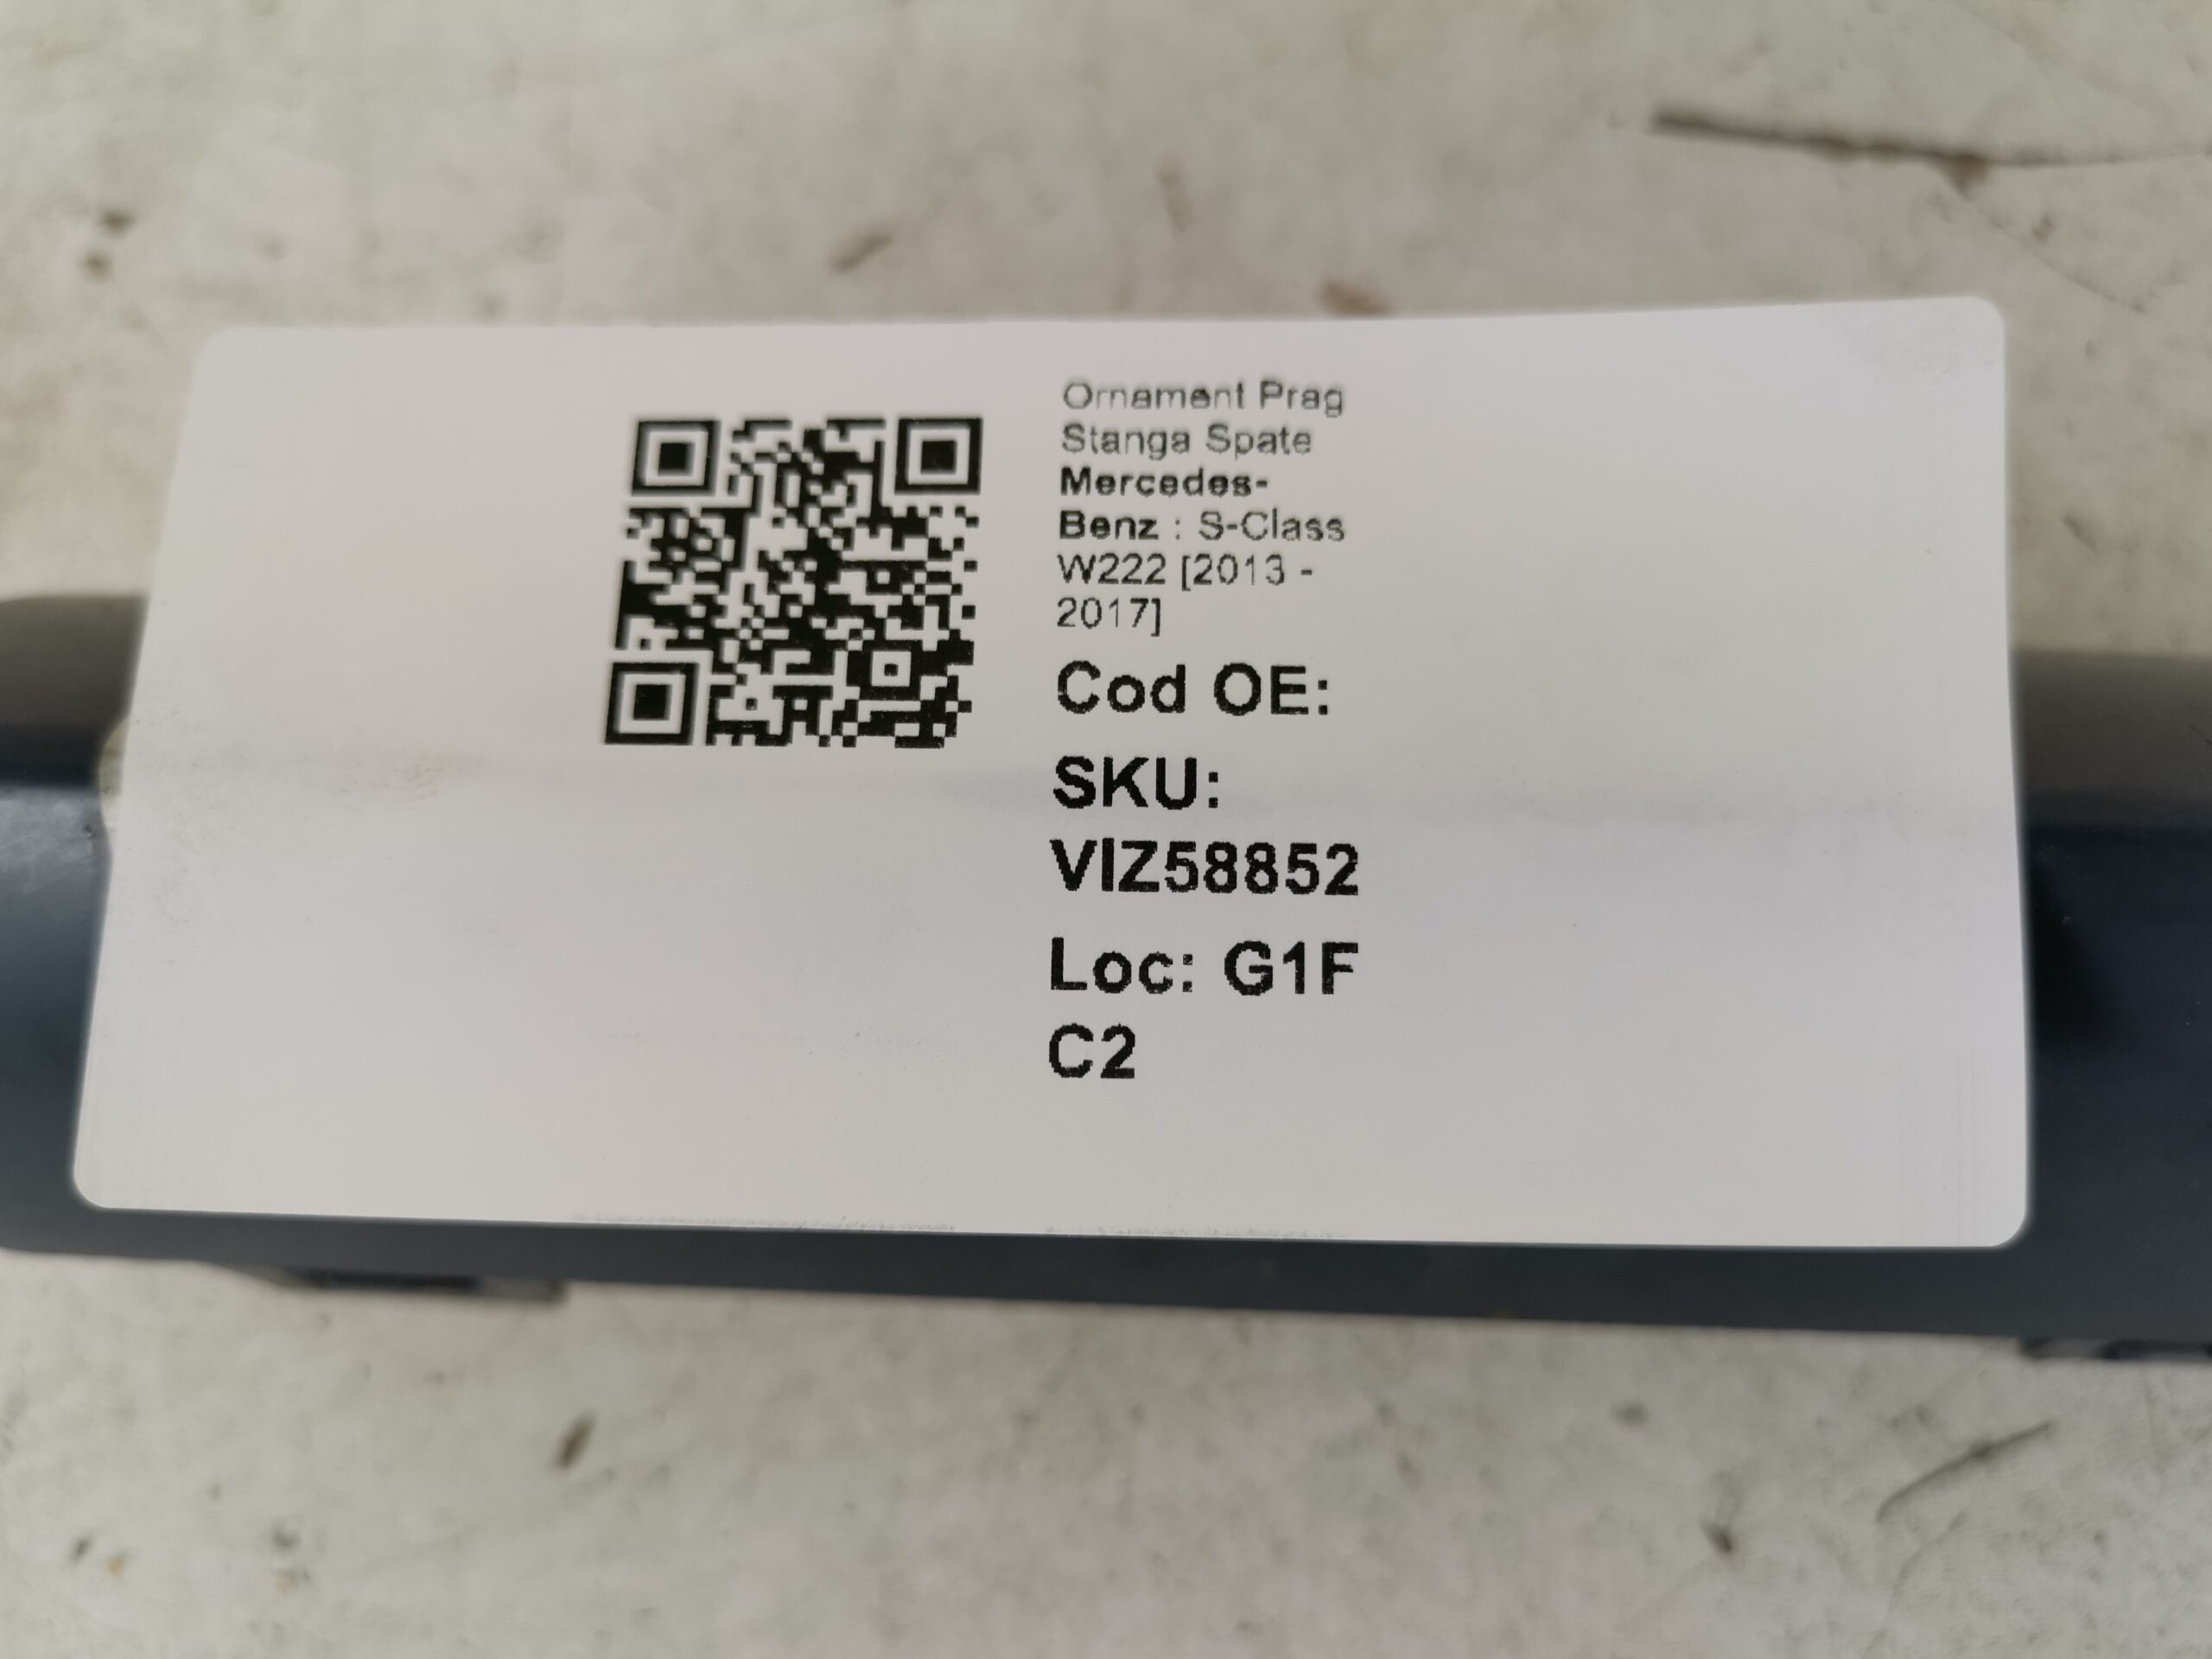 Ornament Prag
Stanga Spate
Mercedes-
Benz : S-Class
W222 [2013 -
2017]
Cod OE:
SKU:
VIZ58852
Loc: G1F
C2